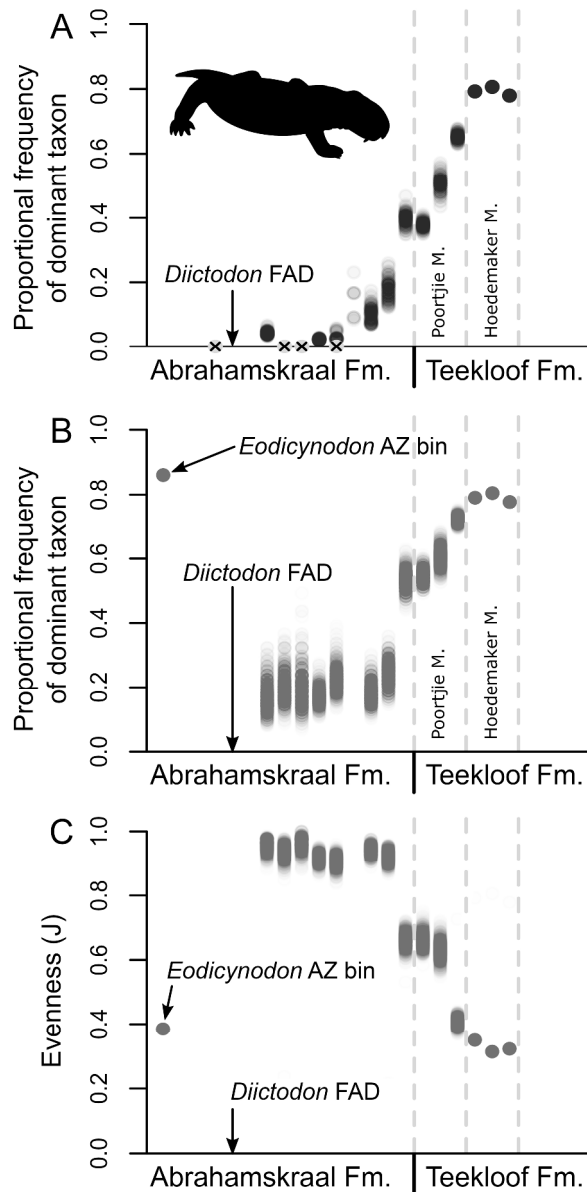 A
Proportional frequency
of dominant taxon
1.0
0.8
0.6
0.4
0.2
0.0
Diictodon FAD
Poortjie M.
Hoedemaker M.
Abrahamskraal Fm.
Teekloof Fm.
B
Proportional frequency
of dominant taxon
1.0
0.8
0.6
0.4
0.2
0.0
Eodicynodon AZ bin
Diictodon FAD
Poortjie M.
Hoedemaker M.
Abrahamskraal Fm.
Teekloof Fm.
C
Evenness (J)
1.0
0.8
0.6
0.4
0.2
0.0
Eodicynodon AZ bin
Diictodon FAD
Abrahamskraal Fm.
Teekloof Fm.